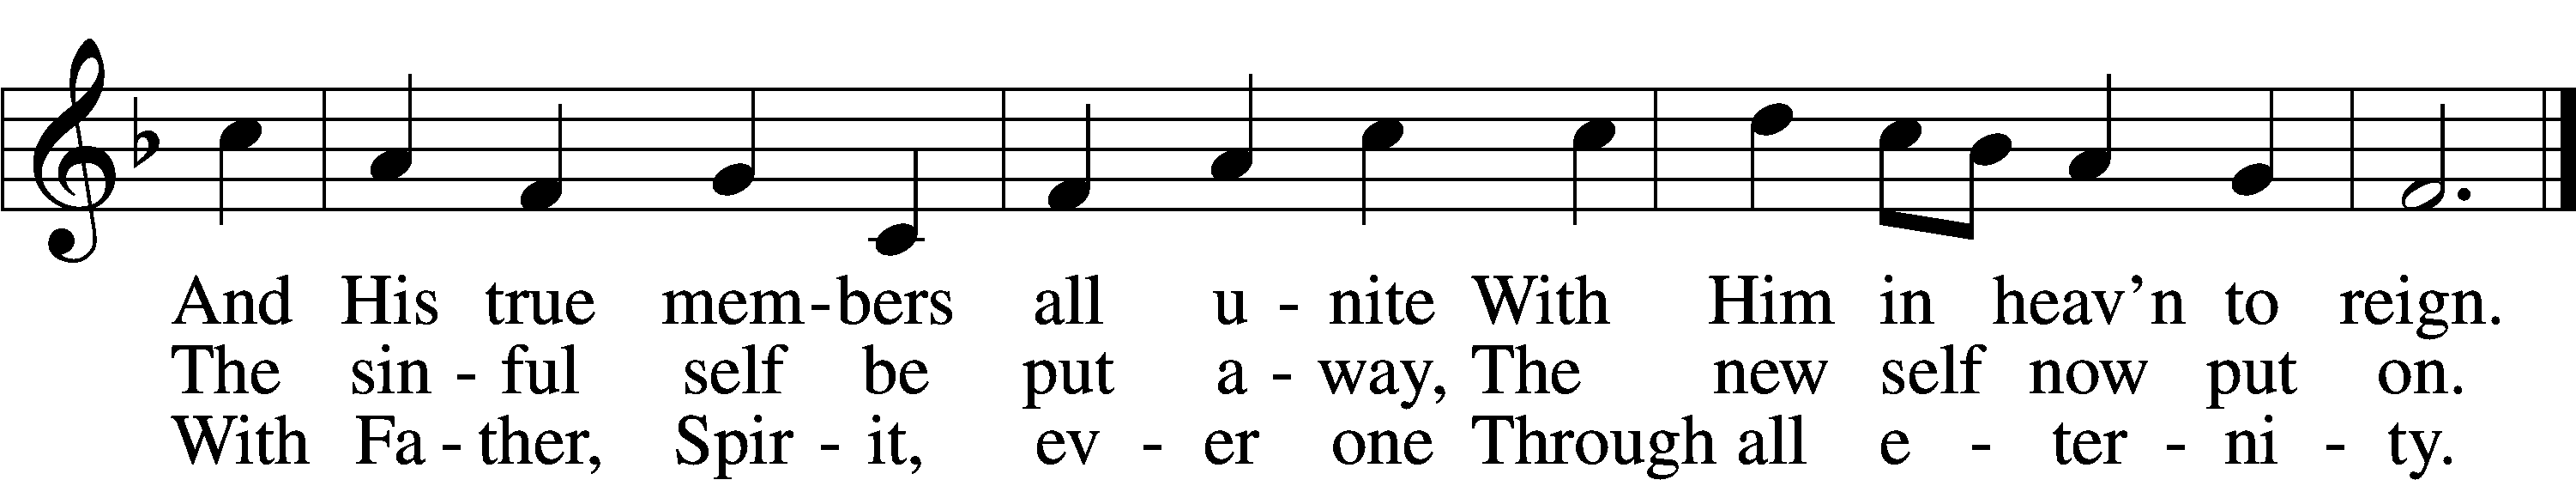 And His true mem-bers all u - nite With Him in heav’n to reign.
The sin - ful self be put a - way, The new self now put on.
With Fa - ther, Spir - it, ev - er one Through all e - ter - ni - ty.